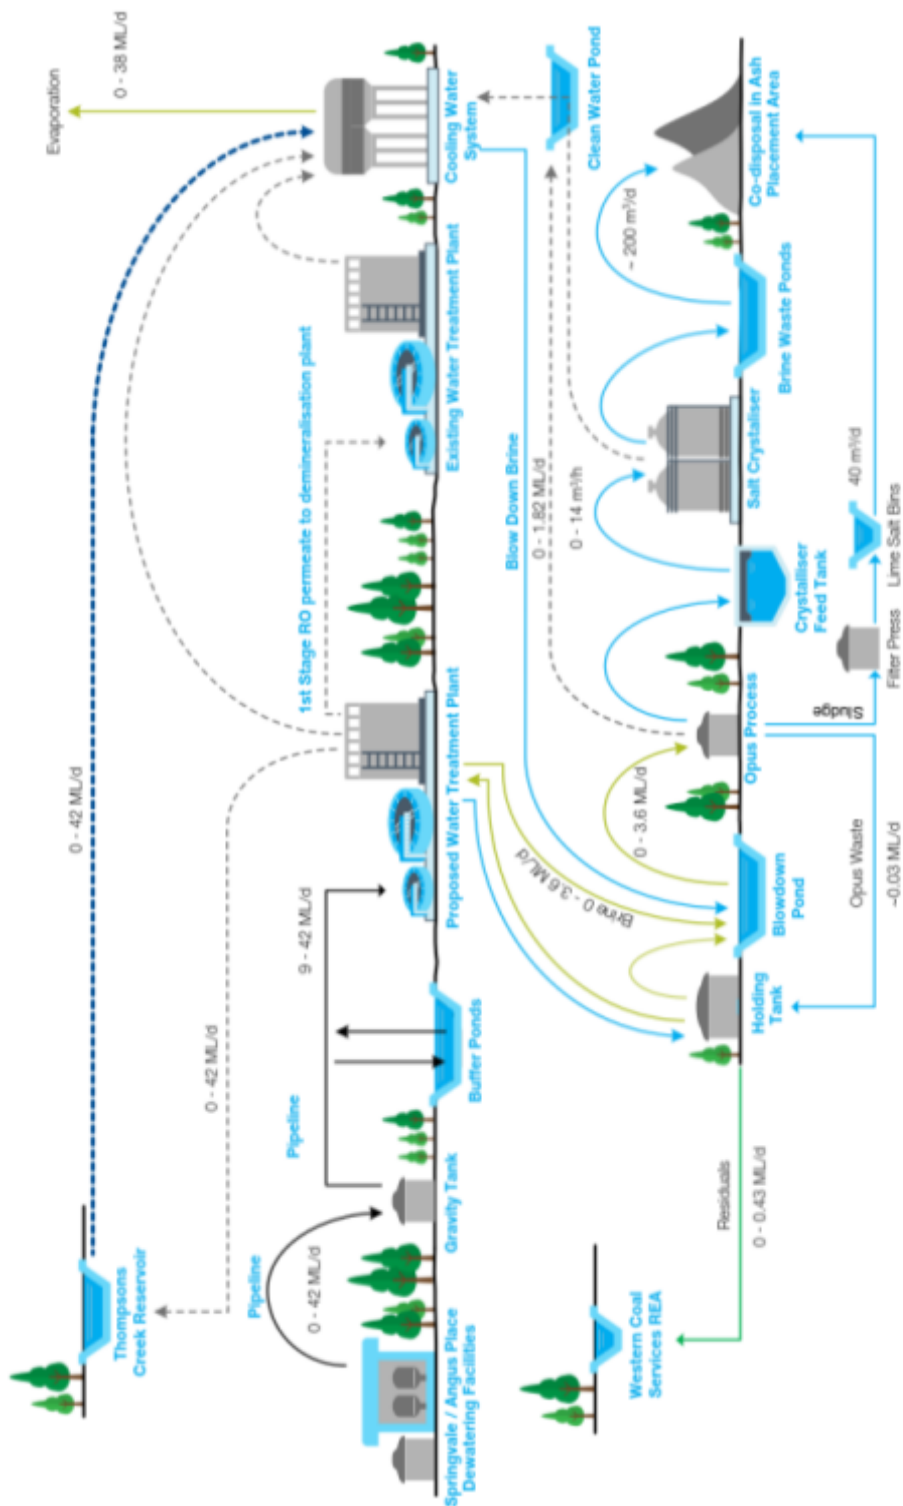 Thompsons
Creek Reservoir
0 - 42 ML/d
Evaporation
0 - 38 ML/d
0 - 42 ML/d
Pipeline
0 - 42 ML/d
Pipeline
9 - 42 ML/d
1st Stage RO permeate to demineralisation plant
Springvale / Angus Place
Dewatering Facilities
Gravity Tank
Buffer Ponds
Proposed Water Treatment Plant
Existing Water Treatment Plant
Cooling Water
System
Blow Down Brine
Brine 0 - 3.6 ML/d
0 - 3.6 ML/d
0 - 1.82 ML/d
0 - 14 m³/h
Clean Water Pond
~ 200 m³/d
Western Coal
Services REA
Residuals
0 - 0.43 ML/d
Holding
Tank
Blowdown
Pond
Opus Process
Crystalliser
Feed Tank
Salt Crystaliser
Brine Waste Ponds
Co-disposal in Ash
Placement Area
Opus Waste
~0.03 ML/d
Sludge
Filter Press
Lime Salt Bins
40 m³/d